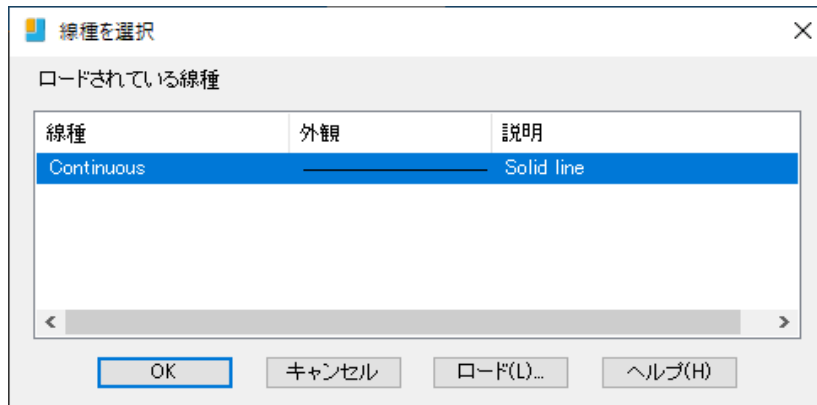 線種を選択
ロードされている線種
線種 外観 説明
Continuous Solid line
OK キャンセル ロード(L)... ヘルプ(H)